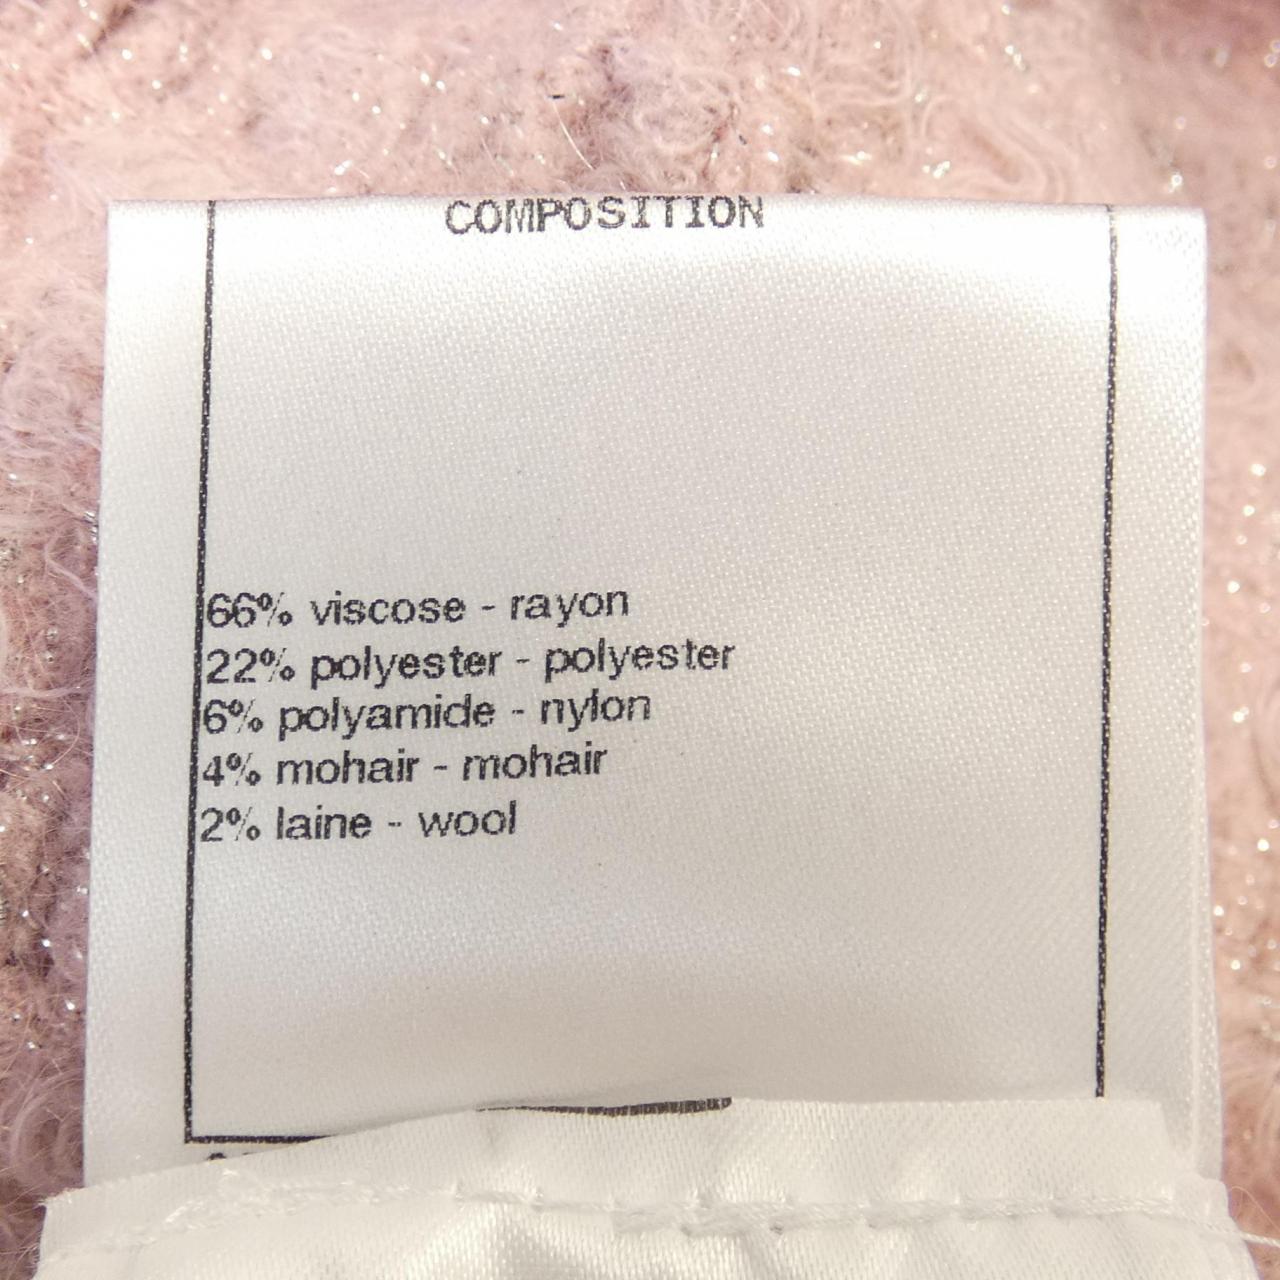 COMPOSITION
66% viscose - rayon
22% polyester - polyester
6% polyamide - nylon
4% mohair - mohair
2% laine - wool